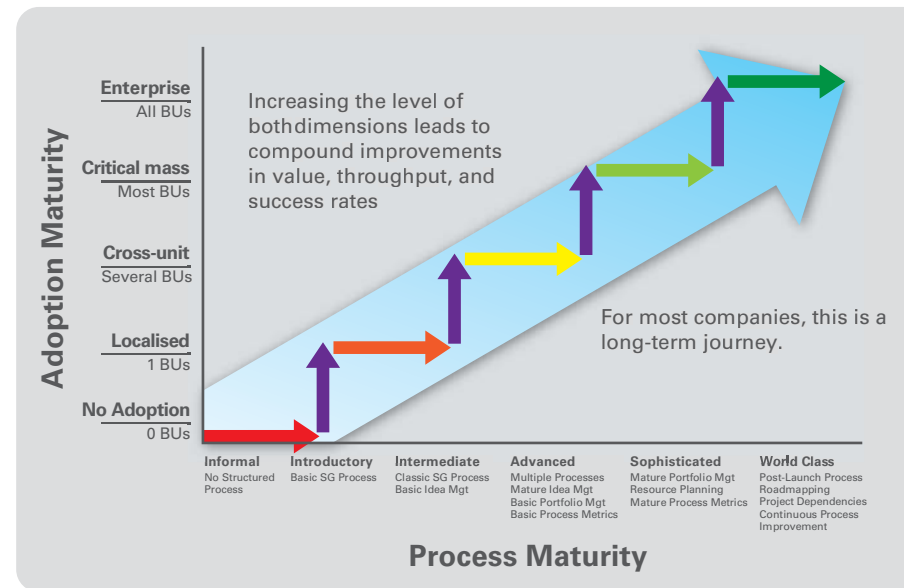 Enterprise
All BUs
Increasing the level of
bothdimensions leads to
compound improvements
in value, throughput, and
success rates
Critical mass
Most BUs
Cross-unit
Several BUs
Adoption Maturity
For most companies, this is a
long-term journey.
Localised
1 BUs
No Adoption
0 BUs
Informal
No Structured
Process
Introductory
Basic SG Process
Intermediate
Classic SG Process
Basic Idea Mgt
Advanced
Multiple Processes
Mature Idea Mgt
Basic Portfolio Mgt
Basic Process Metrics
Sophisticated
Mature Portfolio Mgt
Resource Planning
Mature Process Metrics
World Class
Post-Launch Process
Roadmapping
Project Dependencies
Continuous Process
Improvement
Process Maturity